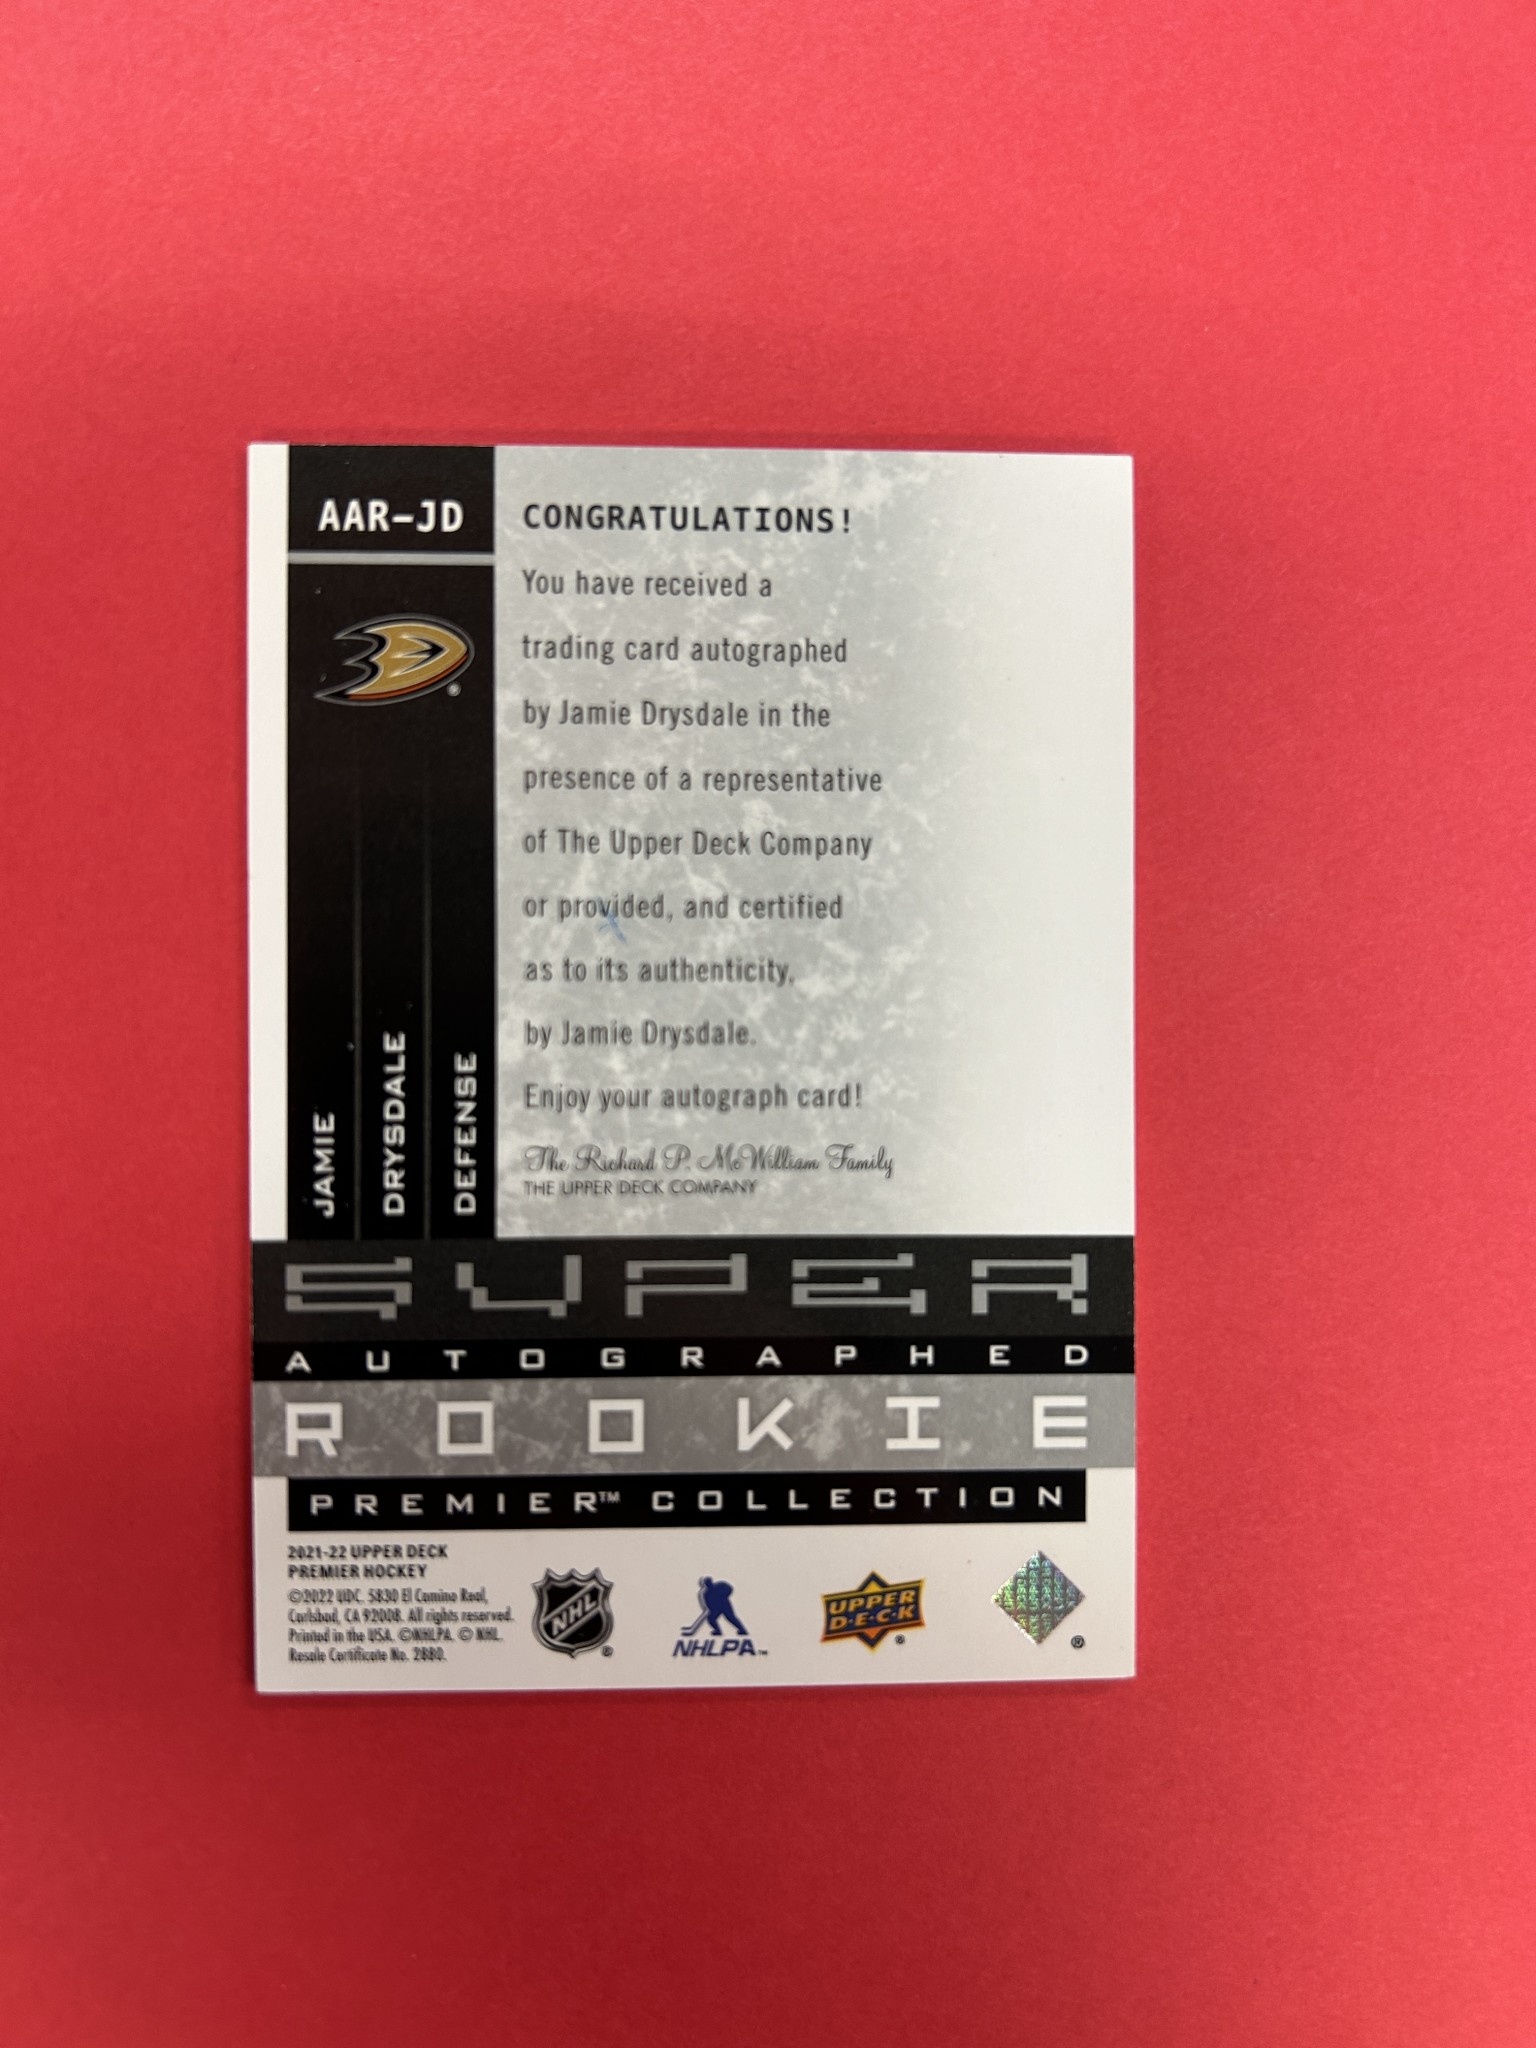 AAR-JD
CONGRATULATIONS!
You have received a
trading card autographed
by Jamie Drysdale in the
presence of a representative
of The Upper Deck Company
or provided, and certified
as to its authenticity,
by Jamie Drysdale.
Enjoy your autograph card!
The Richard P. McWilliam Family
THE UPPER DECK COMPANY
JAMIE
DRYSDALE
DEFENSE
SUPER
AUTOGRAPHED
ROOKIE
PREMIER™ COLLECTION
2021-22 UPPER DECK
PREMIER HOCKEY
©2022 UDC. 5830 El Camino Real,
Carlsbad, CA 92008. All rights reserved.
Printed in the USA. ©NHLPA. © NHL.
Resale Certificate No. 2880.
NHL ®
NHLPA™
UPPER
D·E·C·K ®
®